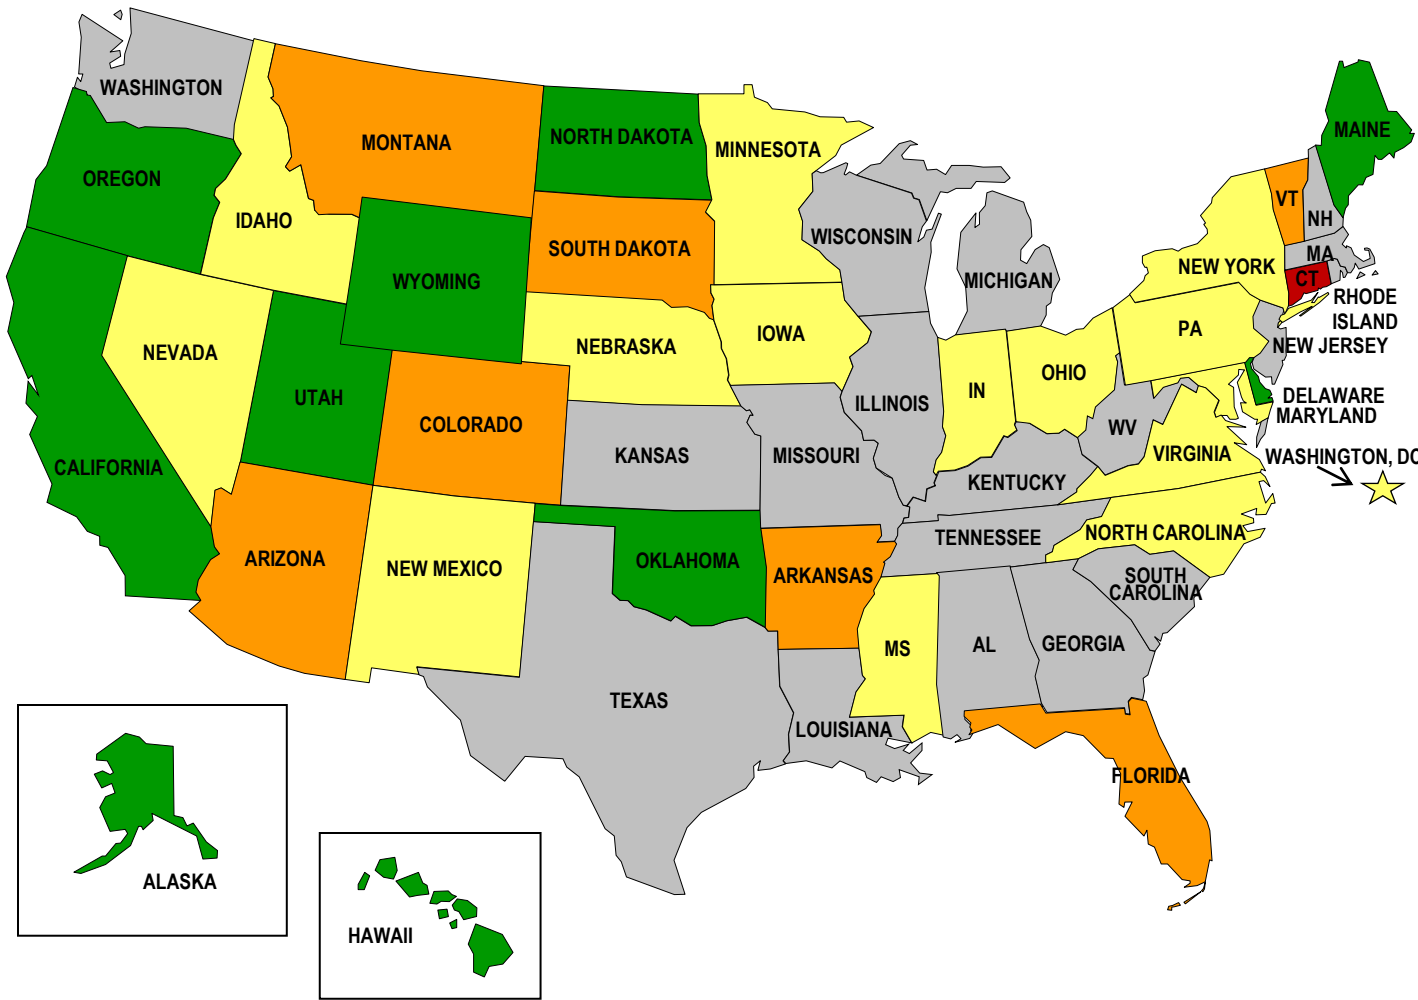 WASHINGTON
MAINE
NORTH DAKOTA
MONTANA
MINNESOTA
OREGON
VT
IDAHO
NH
WISCONSIN
SOUTH DAKOTA
MA
NEW YORK
CT
WYOMING
MICHIGAN
RHODE
ISLAND
PA
IOWA
NEW JERSEY
NEBRASKA
NEVADA
OHIO
IN
DELAWARE
UTAH
ILLINOIS
MARYLAND
COLORADO
WV
VIRGINIA
KANSAS
MISSOURI
WASHINGTON, DC
CALIFORNIA
KENTUCKY
NORTH CAROLINA
TENNESSEE
ARIZONA
OKLAHOMA
NEW MEXICO
ARKANSAS
SOUTH
CAROLINA
GEORGIA
AL
MS
TEXAS
LOUISIANA
FLORIDA
ALASKA
HAWAII